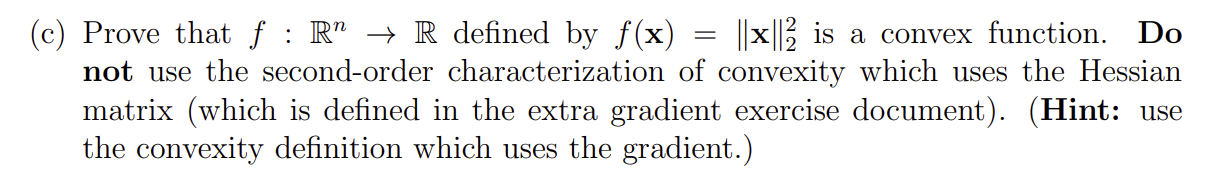 (c) Prove that f : ℝⁿ → ℝ defined by f(𝐱) = ‖𝐱‖₂² is a convex function. Do
not use the second-order characterization of convexity which uses the Hessian
matrix (which is defined in the extra gradient exercise document). (Hint: use
the convexity definition which uses the gradient.)